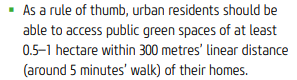 ▪ As a rule of thumb, urban residents should be
able to access public green spaces of at least
0.5–1 hectare within 300 metres’ linear distance
(around 5 minutes’ walk) of their homes.